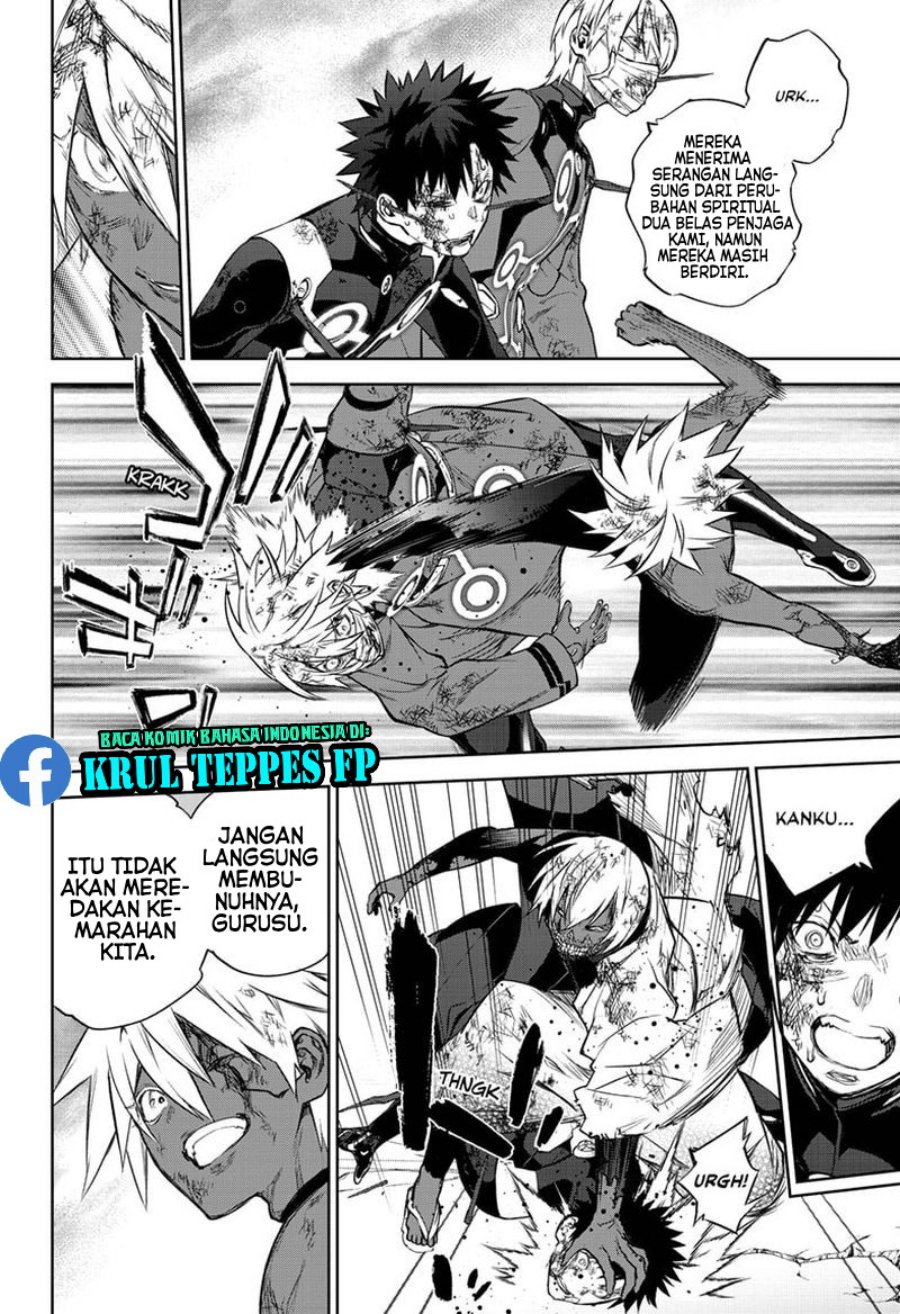 URK...
MEREKA
MENERIMA
SERANGAN LANG-
SUNG DARI PERU-
BAHAN SPIRITUAL
DUA BELAS PENJAGA
KAMI, NAMUN
MEREKA MASIH
BERDIRI.
KRAKK
BACA KOMIK BAHASA INDONESIA DI:
KRUL TEPPES FP
KANKU...
THNGK
URGH!
JANGAN
LANGSUNG
MEMBU-
NUHNYA,
GURUSU.
ITU TIDAK
AKAN MERE-
DAKAN KE-
MARAHAN
KITA.